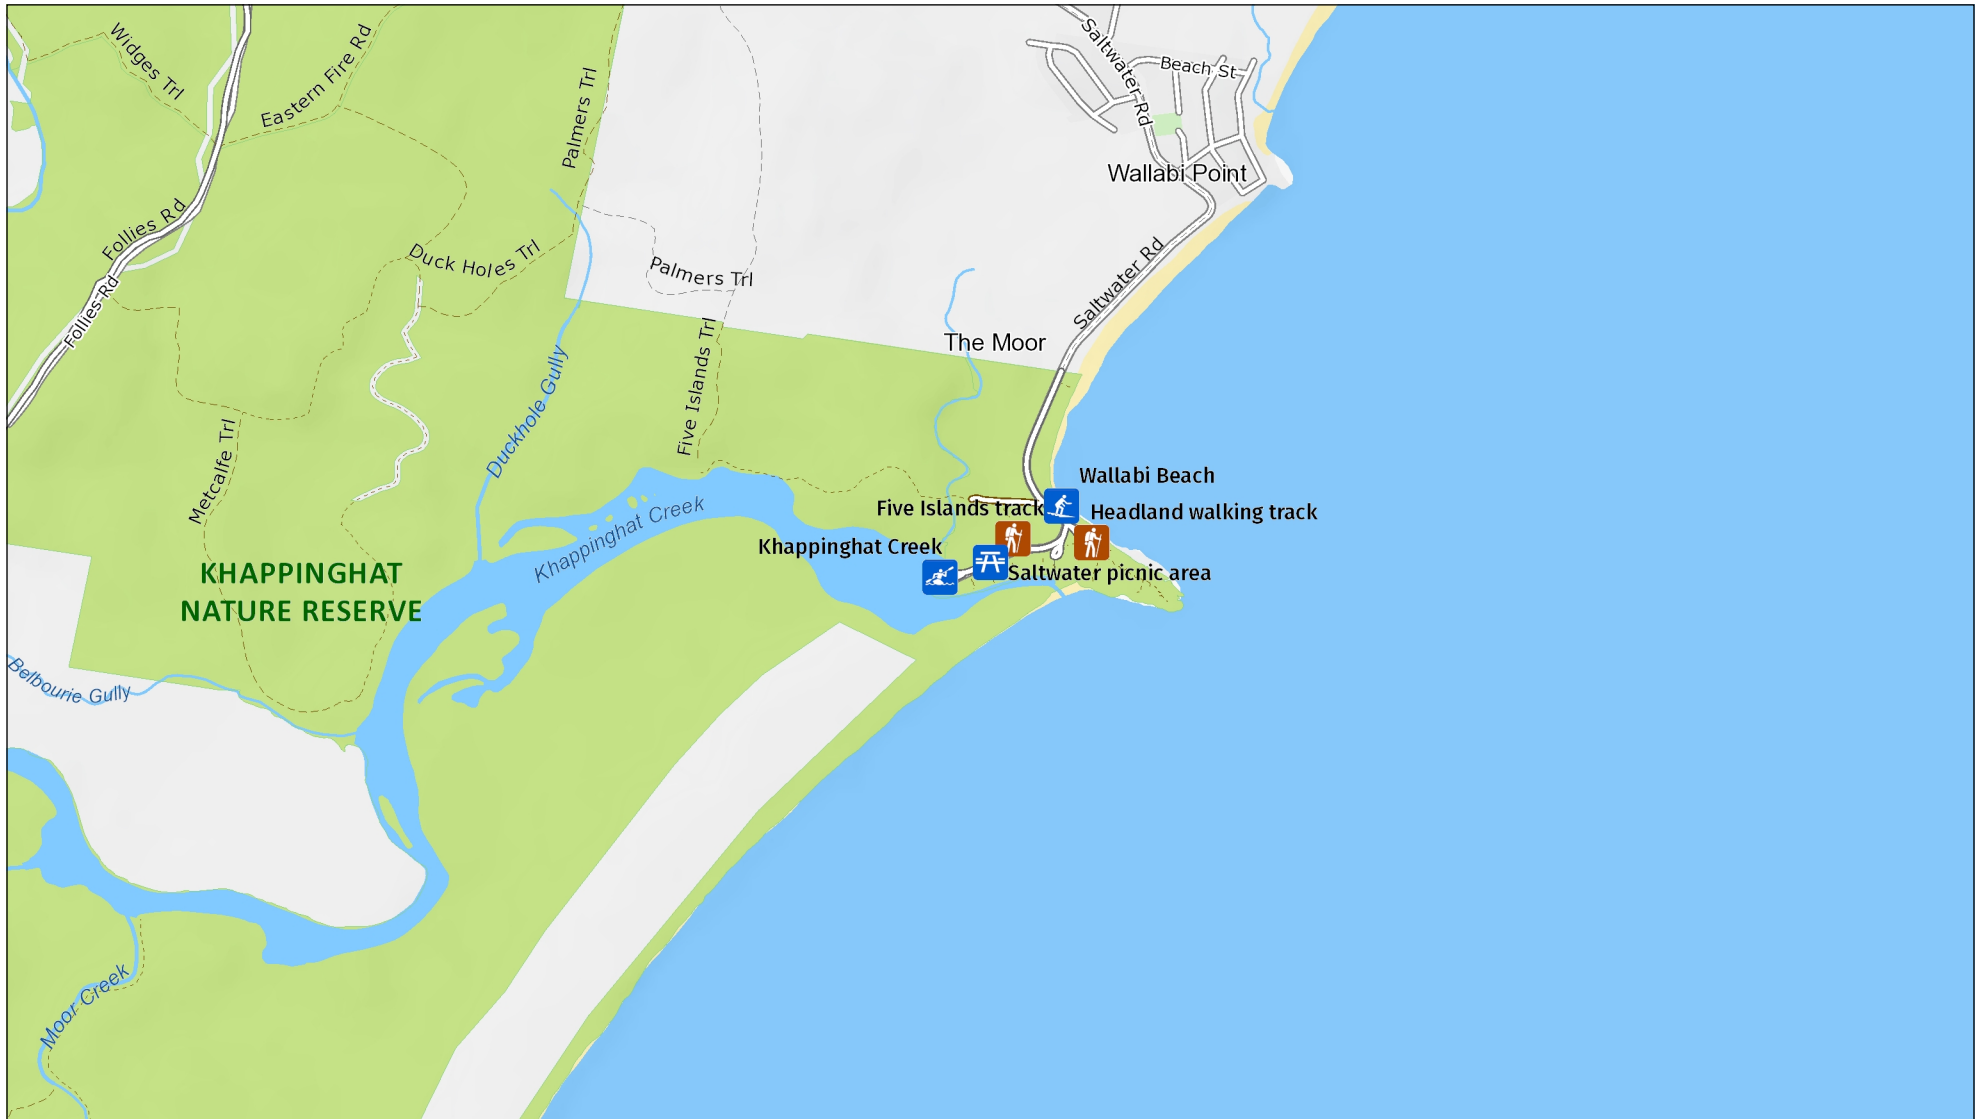 Widges Trl
Eastern Fire Rd
Palmers Trl
Saltwater Rd
Beach St
Wallabi Point
Follies Rd
Duck Holes Trl
Palmers Trl
Saltwater Rd
Follies Rd
The Moor
Five Islands Trl
Duckhole Gully
Metcalfe Trl
Wallabi Beach
Five Islands track
Headland walking track
Khappinghat Creek
Khappinghat Creek
Saltwater picnic area
KHAPPINGHAT
NATURE RESERVE
Belbourie Gully
Moor Creek